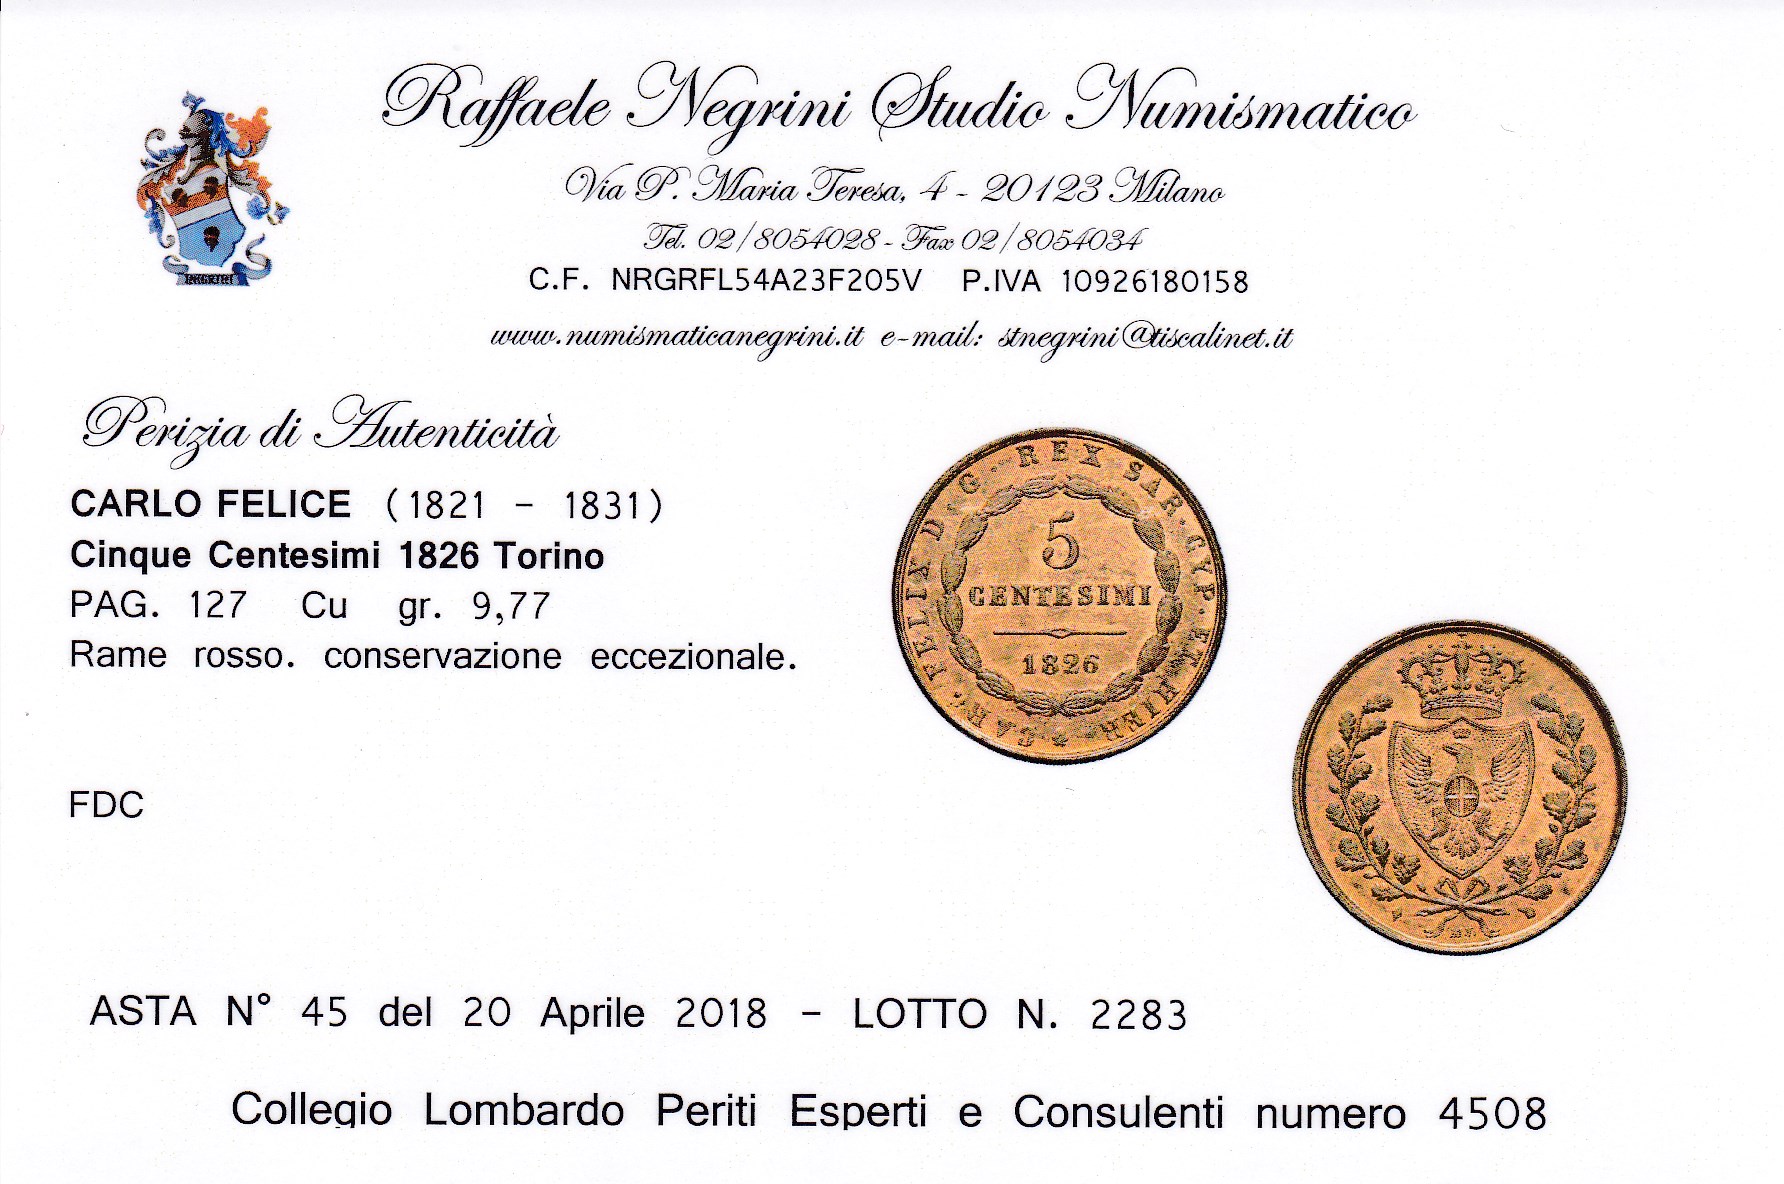 Raffaele Negrini Studio Numismatico
Via P. Maria Teresa, 4 - 20123 Milano
Tel. 02/8054028 - Fax 02/8054034
C.F. NRGRFL54A23F205V P.IVA 10926180158
www.numismaticanegrini.it e-mail: stnegrini@tiscalinet.it
Perizia di Autenticità
CARLO FELICE (1821 - 1831)
Cinque Centesimi 1826 Torino
PAG. 127 Cu gr. 9,77
Rame rosso. conservazione eccezionale.
FDC
CAR. FELIX D. G. REX SAR. CYP. ET HIER
5
CENTESIMI
1826
ASTA N° 45 del 20 Aprile 2018 - LOTTO N. 2283
Collegio Lombardo Periti Esperti e Consulenti numero 4508